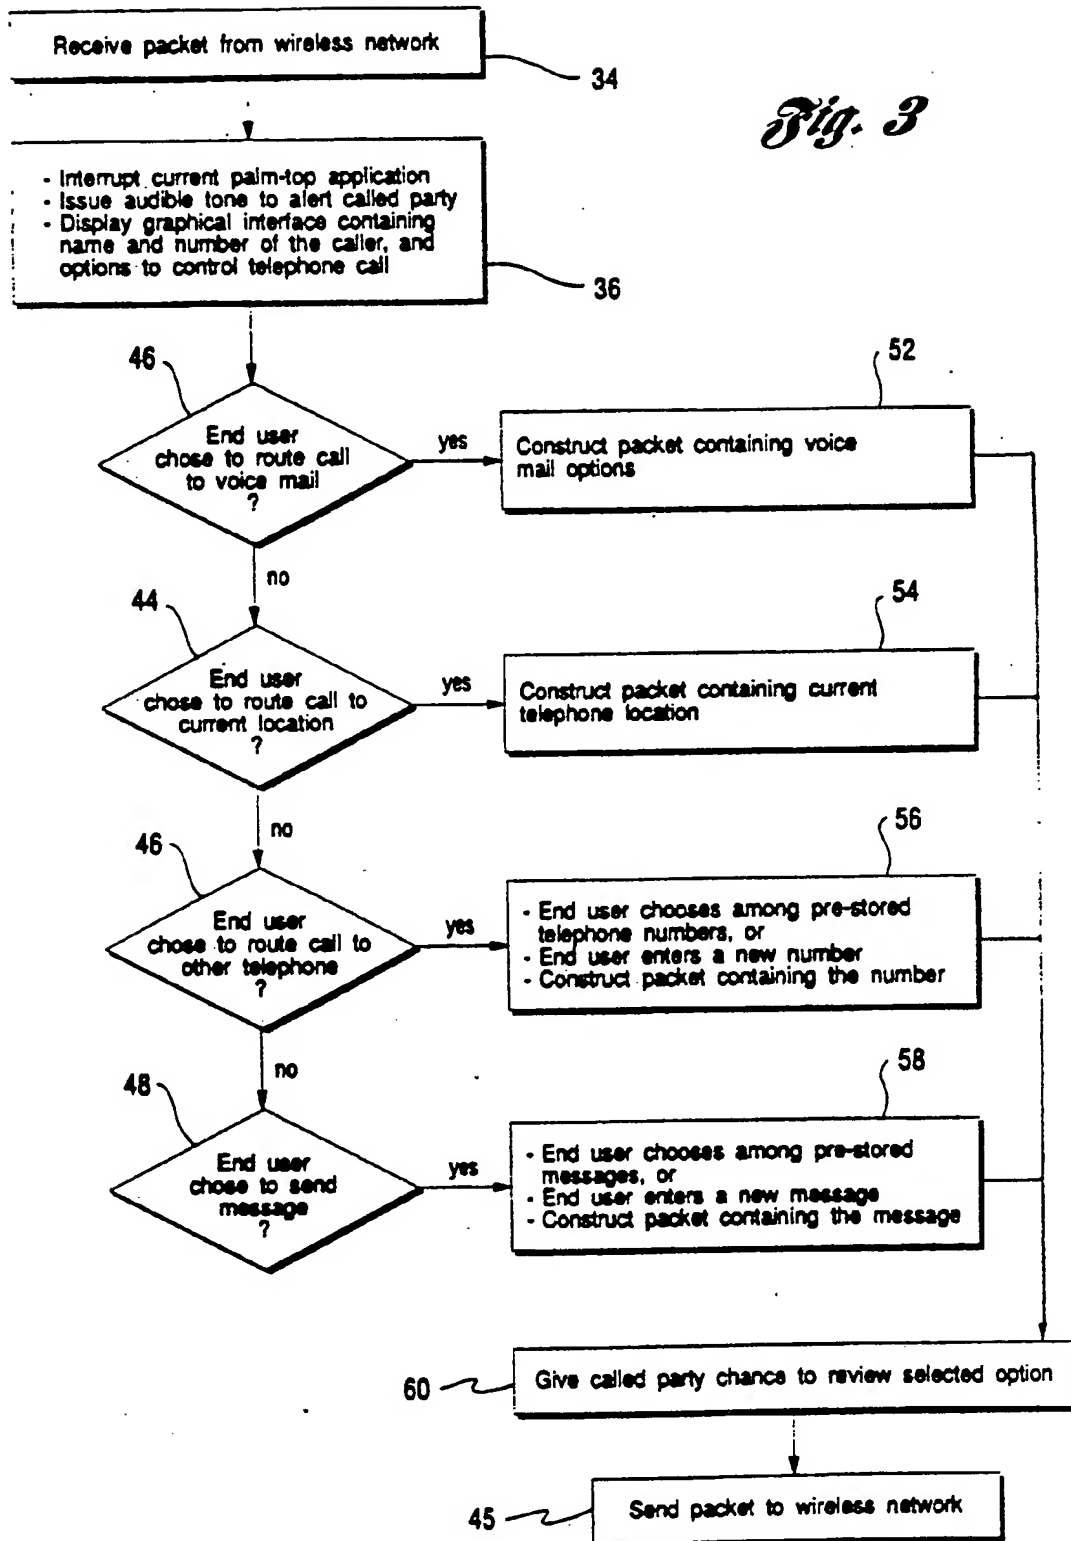 Receive packet from wireless network
34
Fig. 3
- Interrupt current palm-top application
- Issue audible tone to alert called party
- Display graphical interface containing
name and number of the caller, and
options to control telephone call
36
46
End user
chose to route call
to voice mail
?
yes
52
Construct packet containing voice
mail options
no
44
End user
chose to route call to
current location
?
yes
54
Construct packet containing current
telephone location
no
46
End user
chose to route call to
other telephone
?
yes
56
- End user chooses among pre-stored
telephone numbers, or
- End user enters a new number
- Construct packet containing the number
no
48
End user
chose to send
message
?
yes
58
- End user chooses among pre-stored
messages, or
- End user enters a new message
- Construct packet containing the message
60
Give called party chance to review selected option
45
Send packet to wireless network